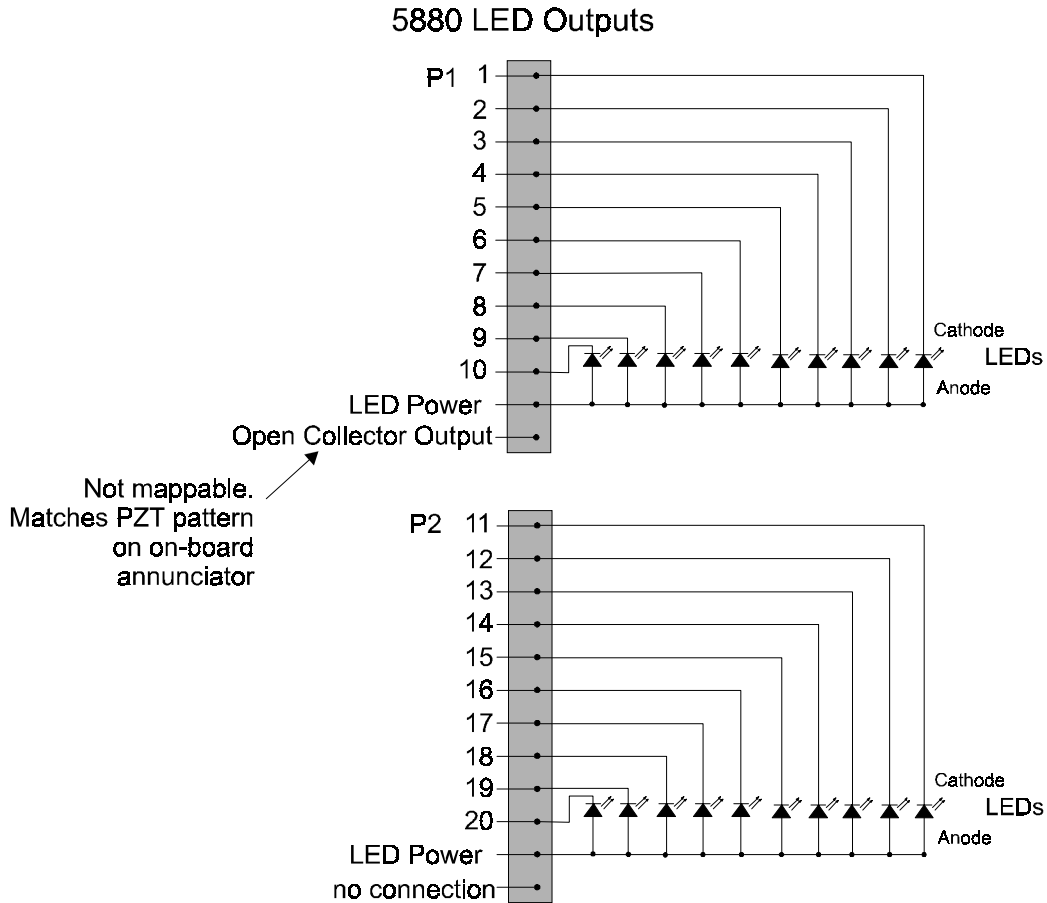 5880 LED Outputs
P1 1
2
3
4
5
6
7
8
9
10
LED Power
Open Collector Output
Cathode
LEDs
Anode
Not mappable.
Matches PZT pattern
on on-board
annunciator
P2 11
12
13
14
15
16
17
18
19
20
LED Power
no connection
Cathode
LEDs
Anode